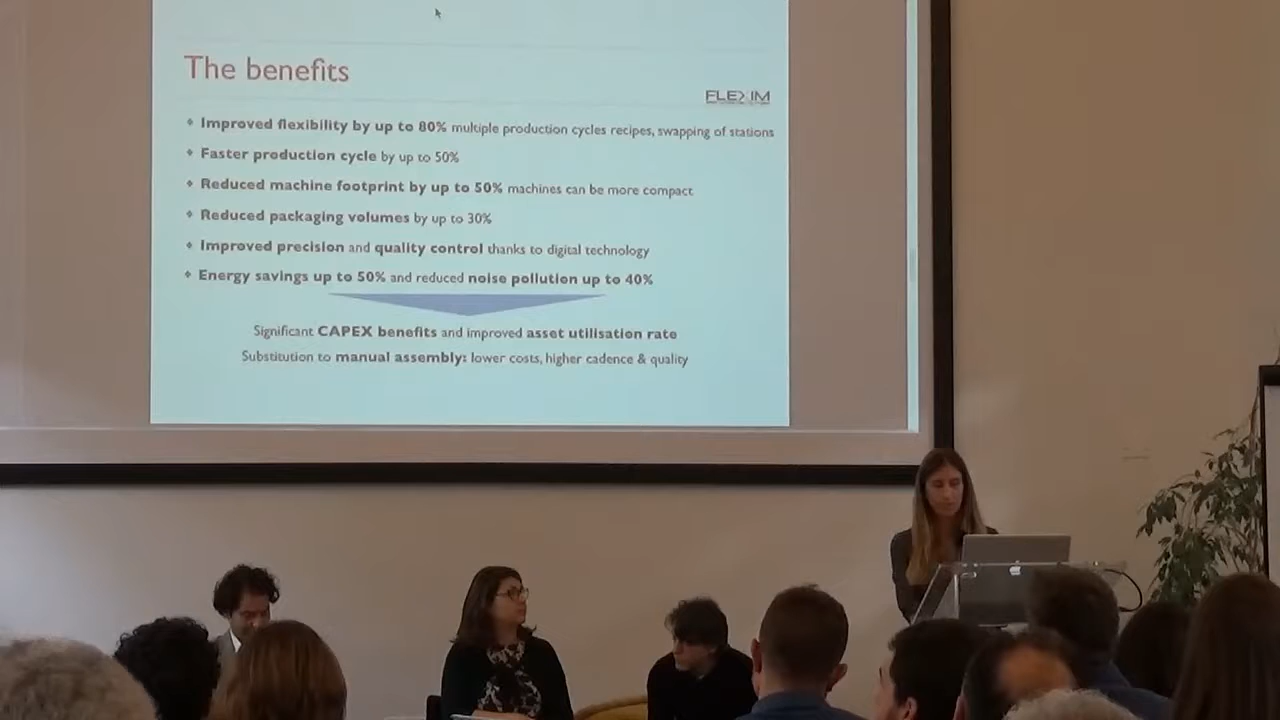 The benefits
FLEXIM
Improved flexibility by up to 80% multiple production cycles recipes, swapping of stations
Faster production cycle by up to 50%
Reduced machine footprint by up to 50% machines can be more compact
Reduced packaging volumes by up to 30%
Improved precision and quality control thanks to digital technology
Energy savings up to 50% and reduced noise pollution up to 40%
Significant CAPEX benefits and improved asset utilisation rate
Substitution to manual assembly: lower costs, higher cadence & quality